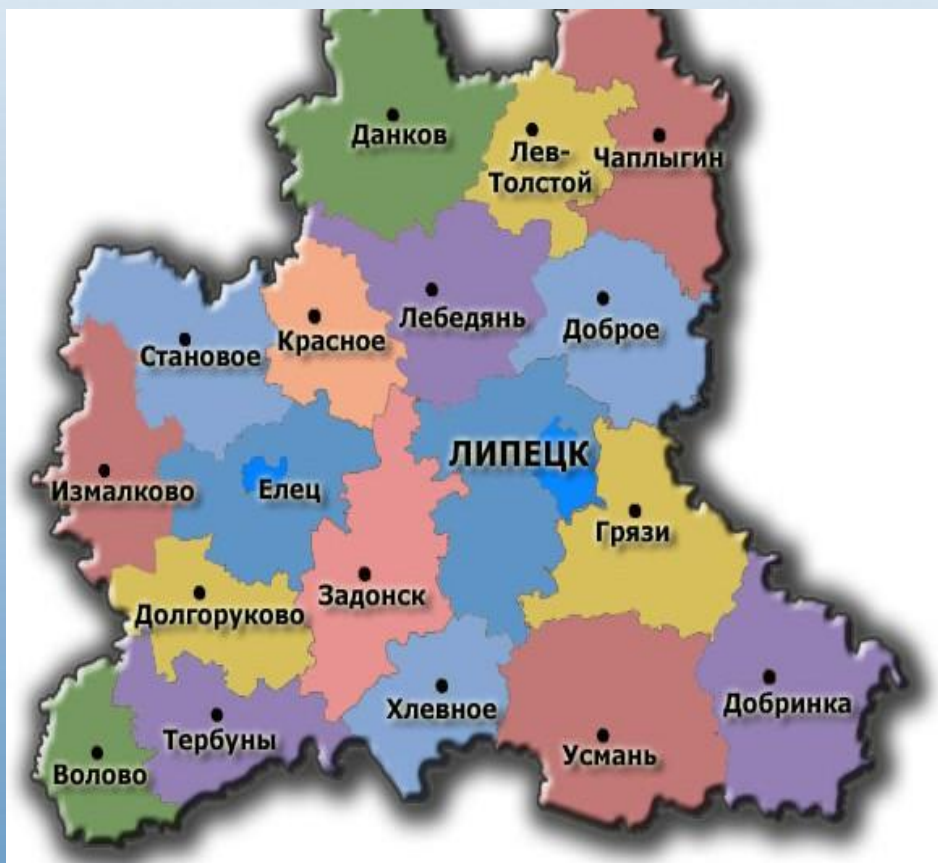 Данков
Лев-
Толстой
Чаплыгин
Лебедянь
Доброе
Красное
Становое
ЛИПЕЦК
Елец
Измалково
Грязи
Задонск
Долгоруково
Хлевное
Добринка
Тербуны
Усмань
Волово